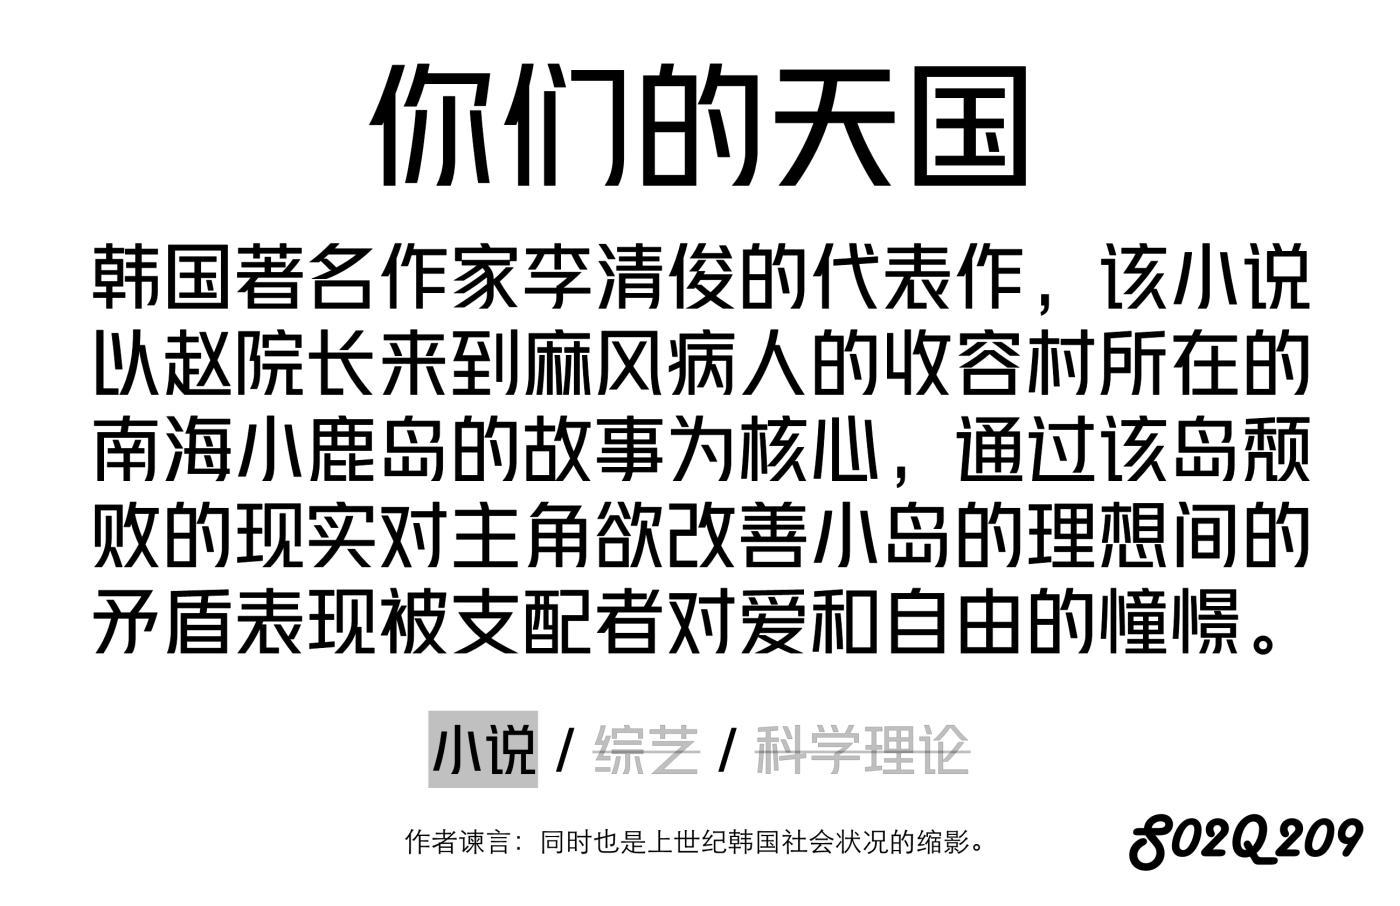 你们的天国
韩国著名作家李清俊的代表作，该小说
以赵院长来到麻风病人的收容村所在的
南海小鹿岛的故事为核心，通过该岛颓
败的现实对主角欲改善小岛的理想间的
矛盾表现被支配者对爱和自由的憧憬。
小说 / 综艺 / 科学理论
作者谏言：同时也是上世纪韩国社会状况的缩影。
S02Q209